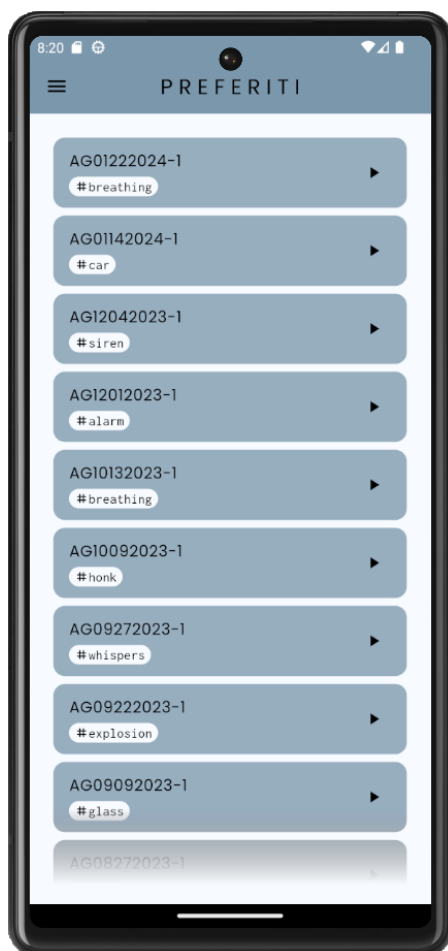 8:20
PREFERITI
AG01222024-1
#breathing
AG01142024-1
#car
AG12042023-1
#siren
AG12012023-1
#alarm
AG10132023-1
#breathing
AG10092023-1
#honk
AG09272023-1
#whispers
AG09222023-1
#explosion
AG09092023-1
#glass
AG08272023-1